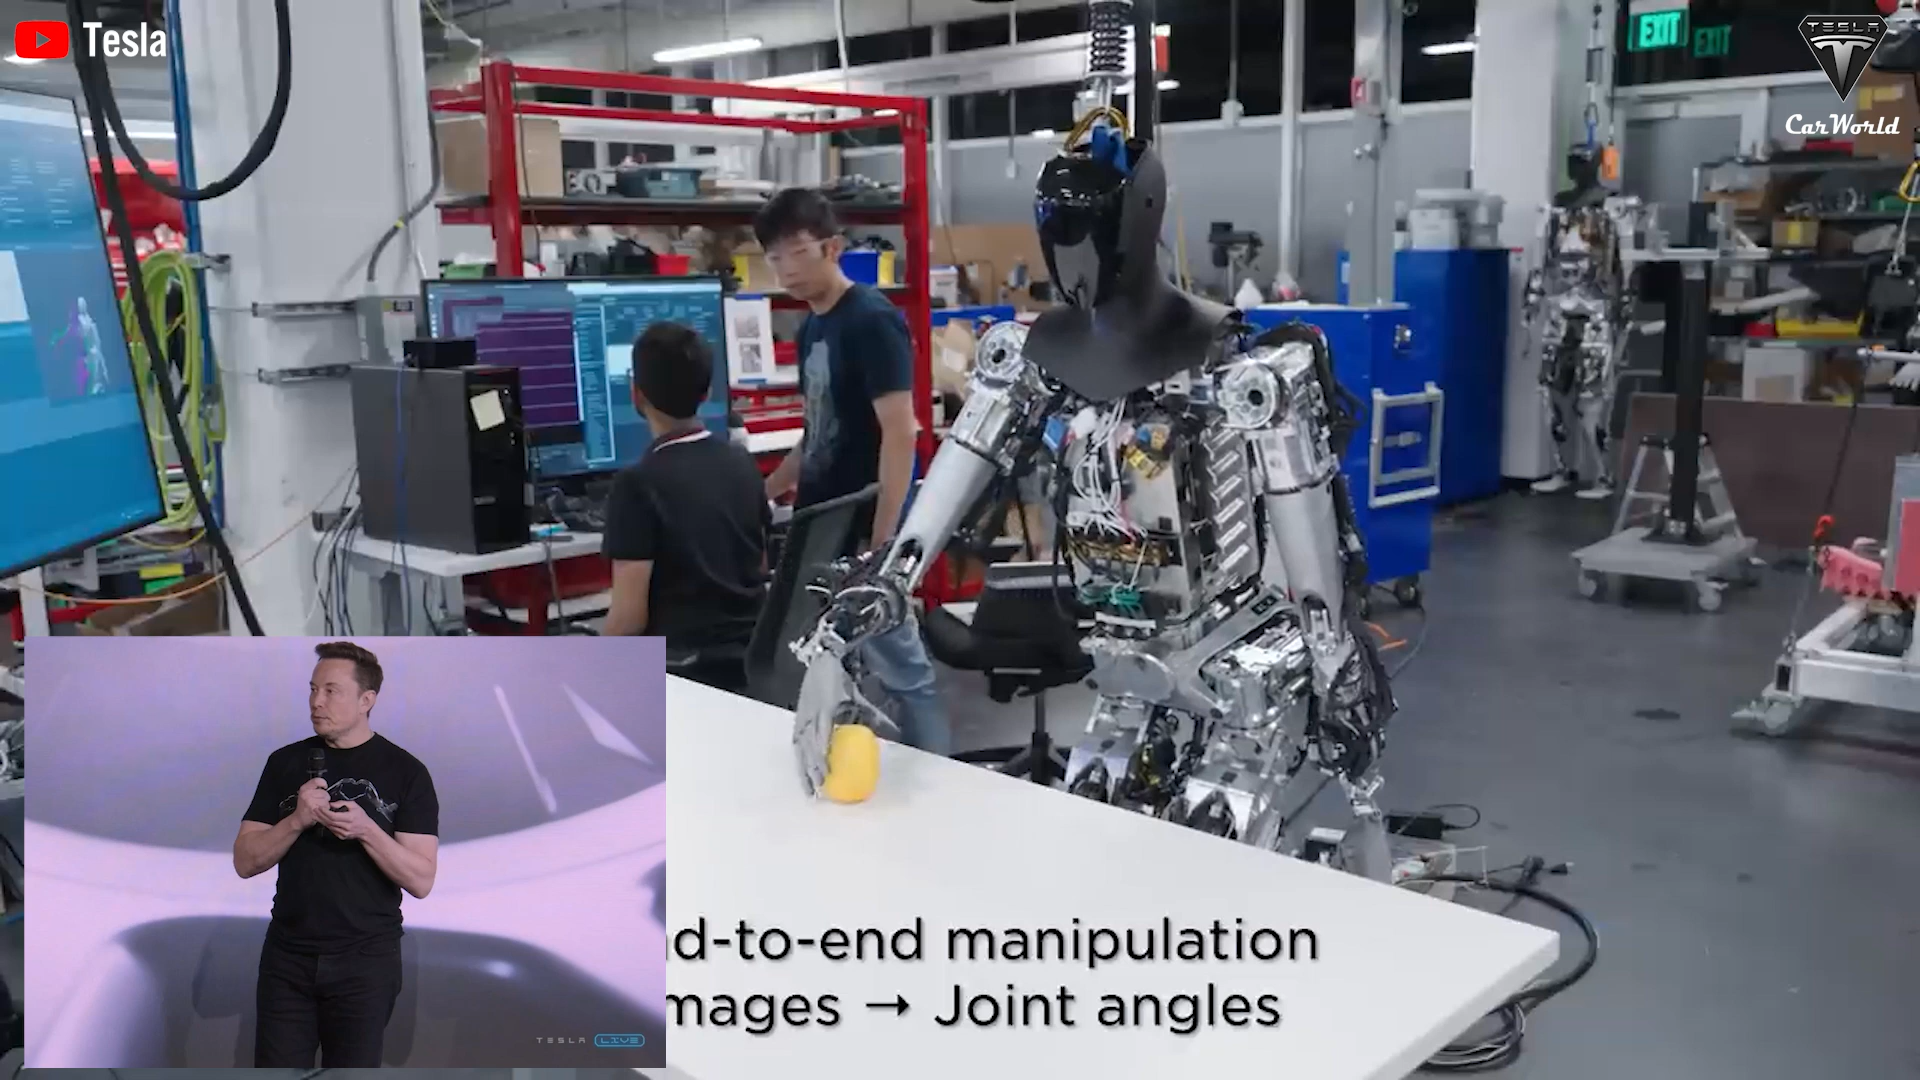 Tesla
TESLA
CarWorld
EXIT
EXIT
d-to-end manipulation
mages → Joint angles
TESLA LIVE